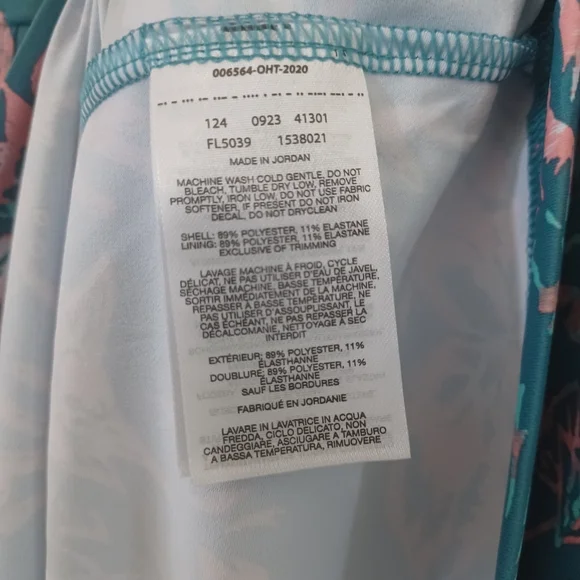 006564-OHT-2020
124 0923 41301
FL5039 1538021
MADE IN JORDAN
MACHINE WASH COLD GENTLE, DO NOT
BLEACH, TUMBLE DRY LOW, REMOVE
PROMPTLY, IRON LOW, DO NOT USE FABRIC
SOFTENER, IF PRESENT DO NOT IRON
DECAL, DO NOT DRYCLEAN
SHELL: 89% POLYESTER, 11% ELASTANE
LINING: 89% POLYESTER, 11% ELASTANE
EXCLUSIVE OF TRIMMING
LAVAGE MACHINE À FROID, CYCLE
DÉLICAT, NE PAS UTILISER D'EAU DE JAVEL,
SÉCHAGE MACHINE, BASSE TEMPÉRATURE,
SORTIR IMMÉDIATEMENT DE LA MACHINE,
REPASSER À BASSE TEMPÉRATURE, NE
PAS UTILISER D'ASSOUPLISSANT, LE
CAS ÉCHÉANT, NE PAS REPASSER LA
DÉCALCOMANIE, NETTOYAGE À SEC
INTERDIT
EXTÉRIEUR: 89% POLYESTER, 11%
ÉLASTHANNE
DOUBLURE: 89% POLYESTER, 11%
ÉLASTHANNE
SAUF LES BORDURES
FABRIQUÉ EN JORDANIE
LAVARE IN LAVATRICE IN ACQUA
FREDDA, CICLO DELICATO, NON
CANDEGGIARE, ASCIUGARE A TAMBURO
A BASSA TEMPERATURA, RIMUOVERE